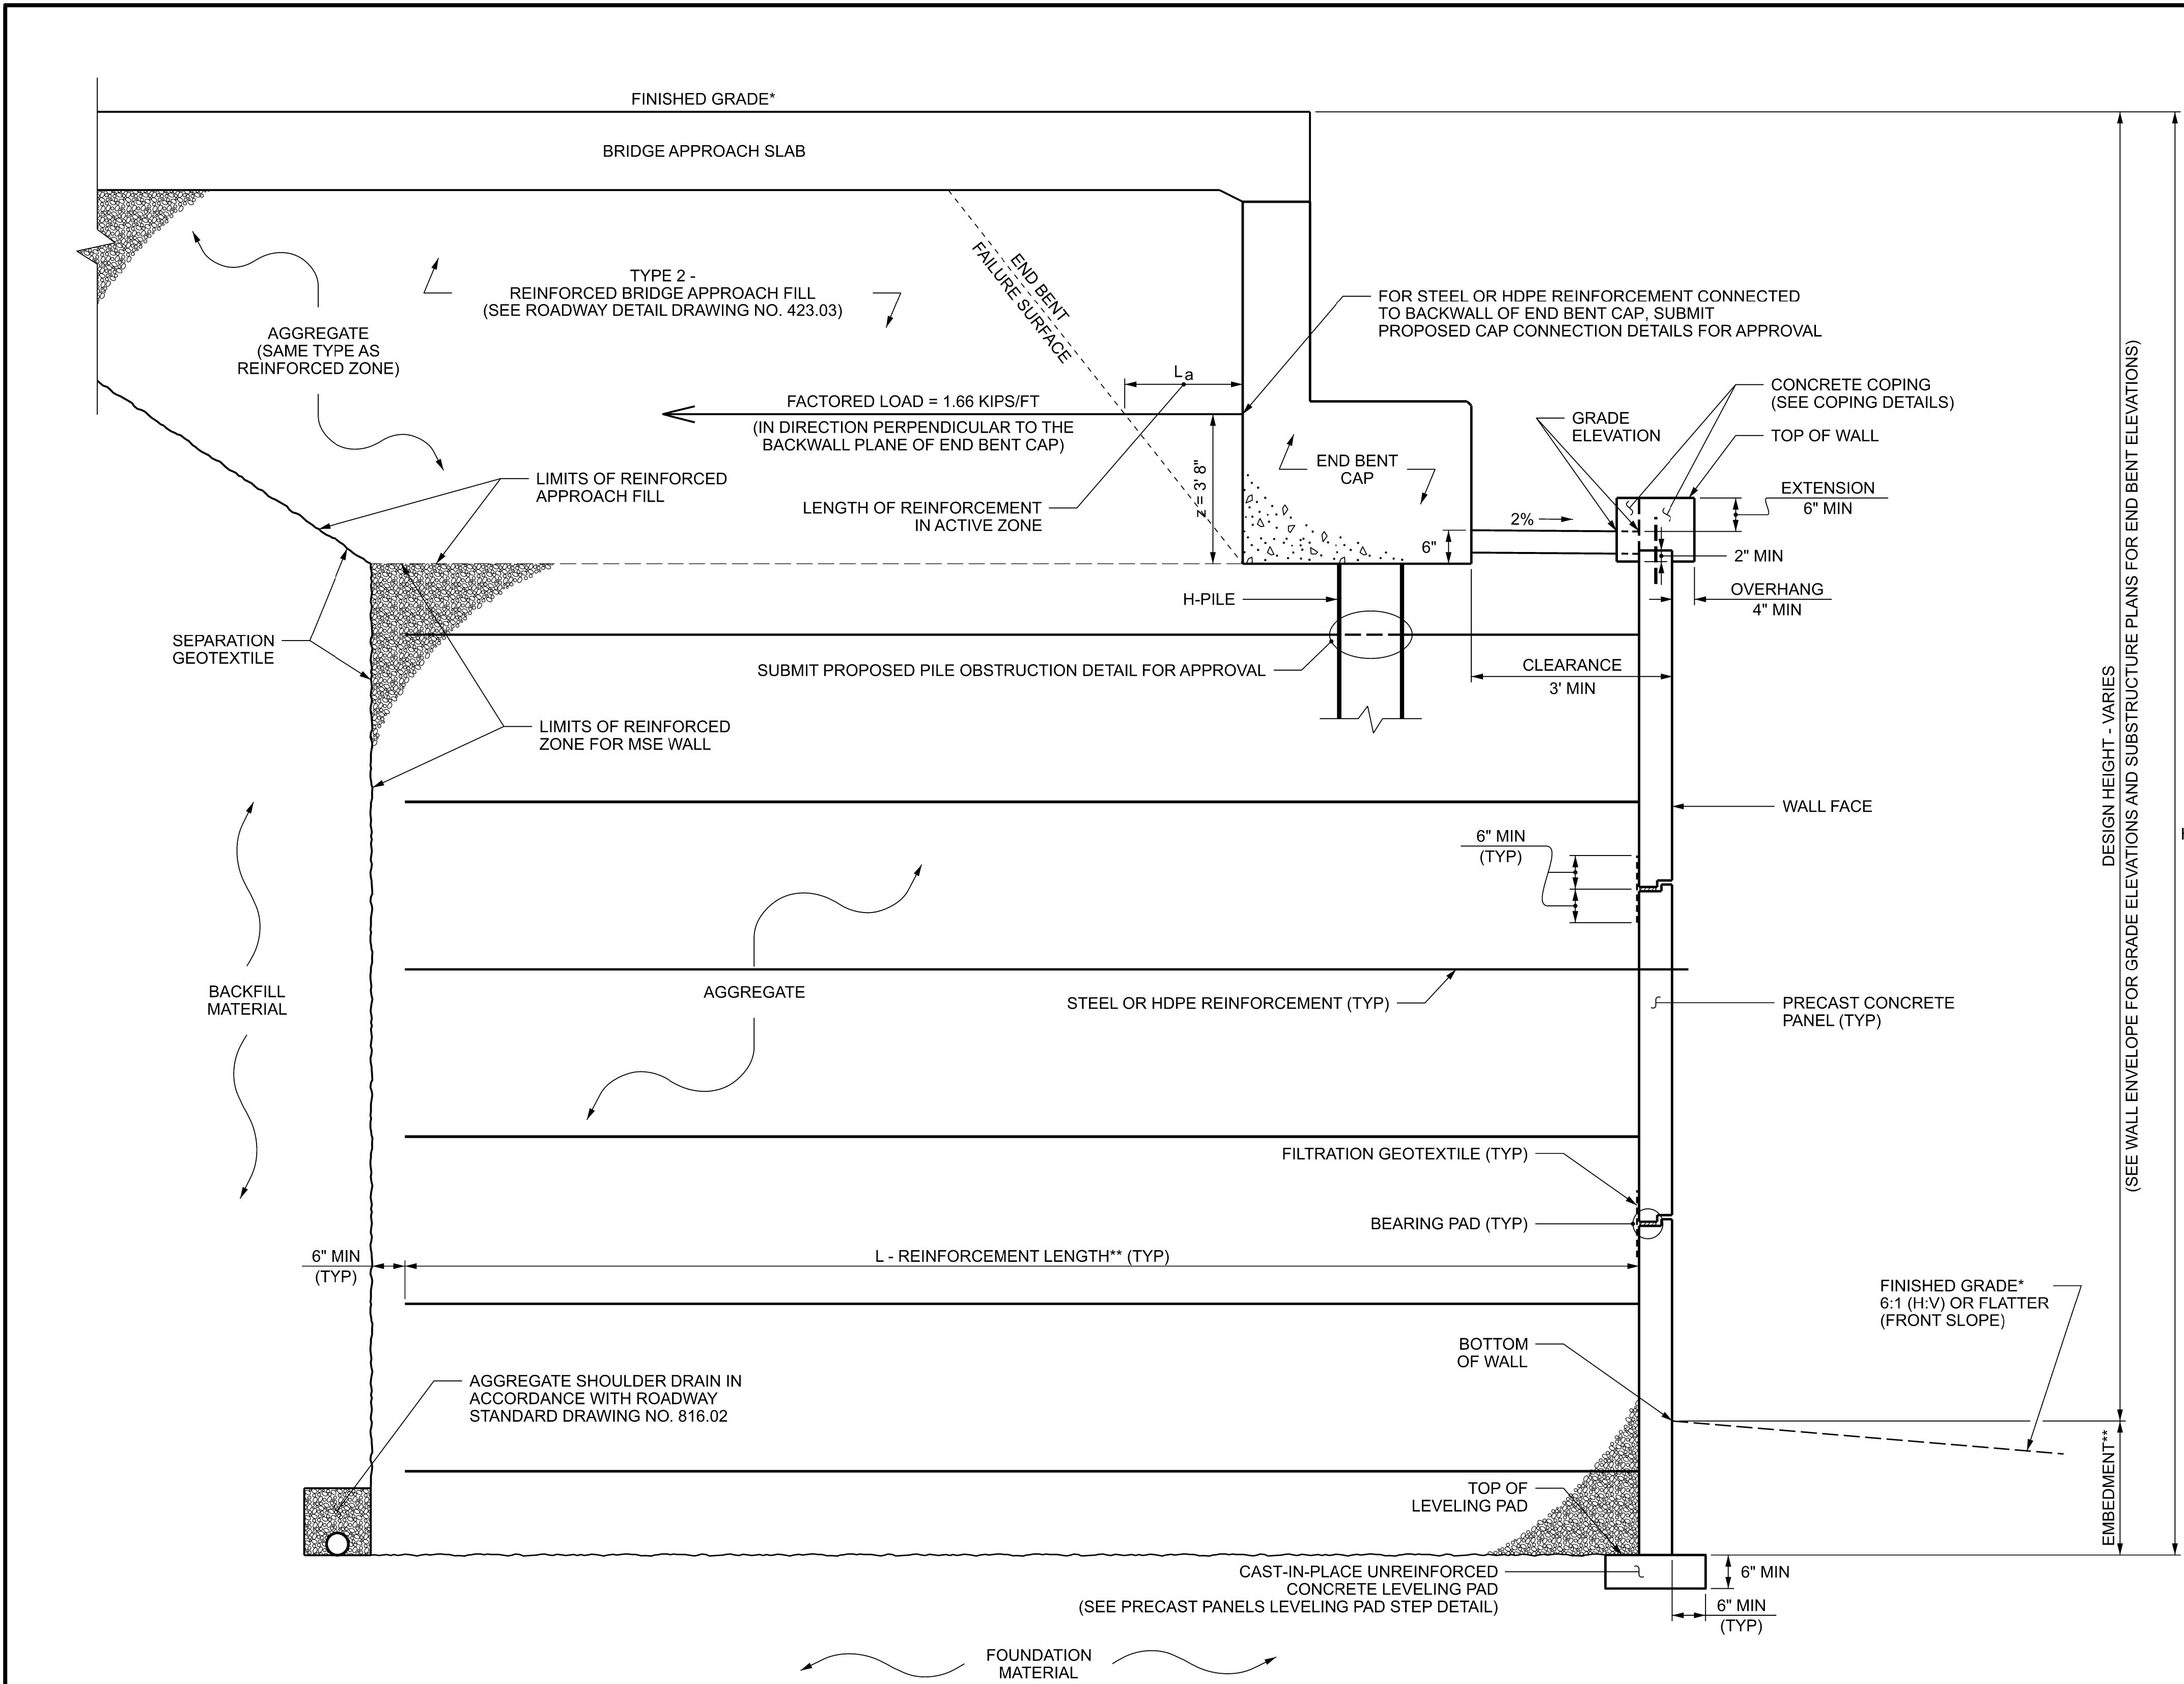 FINISHED GRADE*
BRIDGE APPROACH SLAB
TYPE 2 -
REINFORCED BRIDGE APPROACH FILL
(SEE ROADWAY DETAIL DRAWING NO. 423.03)
END BENT
FAILURE SURFACE
AGGREGATE
(SAME TYPE AS
REINFORCED ZONE)
FOR STEEL OR HDPE REINFORCEMENT CONNECTED
TO BACKWALL OF END BENT CAP, SUBMIT
PROPOSED CAP CONNECTION DETAILS FOR APPROVAL
La
FACTORED LOAD = 1.66 KIPS/FT
(IN DIRECTION PERPENDICULAR TO THE
BACKWALL PLANE OF END BENT CAP)
CONCRETE COPING
(SEE COPING DETAILS)
GRADE
ELEVATION
TOP OF WALL
LIMITS OF REINFORCED
APPROACH FILL
z = 3' 8"
END BENT
CAP
LENGTH OF REINFORCEMENT
IN ACTIVE ZONE
EXTENSION
6" MIN
2%
6"
2" MIN
OVERHANG
4" MIN
H-PILE
SEPARATION
GEOTEXTILE
SUBMIT PROPOSED PILE OBSTRUCTION DETAIL FOR APPROVAL
CLEARANCE
3' MIN
LIMITS OF REINFORCED
ZONE FOR MSE WALL
DESIGN HEIGHT - VARIES
(SEE WALL ENVELOPE FOR GRADE ELEVATIONS AND SUBSTRUCTURE PLANS FOR END BENT ELEVATIONS)
WALL FACE
6" MIN
(TYP)
BACKFILL
MATERIAL
AGGREGATE
STEEL OR HDPE REINFORCEMENT (TYP)
PRECAST CONCRETE
PANEL (TYP)
FILTRATION GEOTEXTILE (TYP)
BEARING PAD (TYP)
6" MIN
(TYP)
L - REINFORCEMENT LENGTH** (TYP)
FINISHED GRADE*
6:1 (H:V) OR FLATTER
(FRONT SLOPE)
BOTTOM
OF WALL
AGGREGATE SHOULDER DRAIN IN
ACCORDANCE WITH ROADWAY
STANDARD DRAWING NO. 816.02
EMBEDMENT**
TOP OF
LEVELING PAD
CAST-IN-PLACE UNREINFORCED
CONCRETE LEVELING PAD
(SEE PRECAST PANELS LEVELING PAD STEP DETAIL)
6" MIN
6" MIN
(TYP)
FOUNDATION
MATERIAL